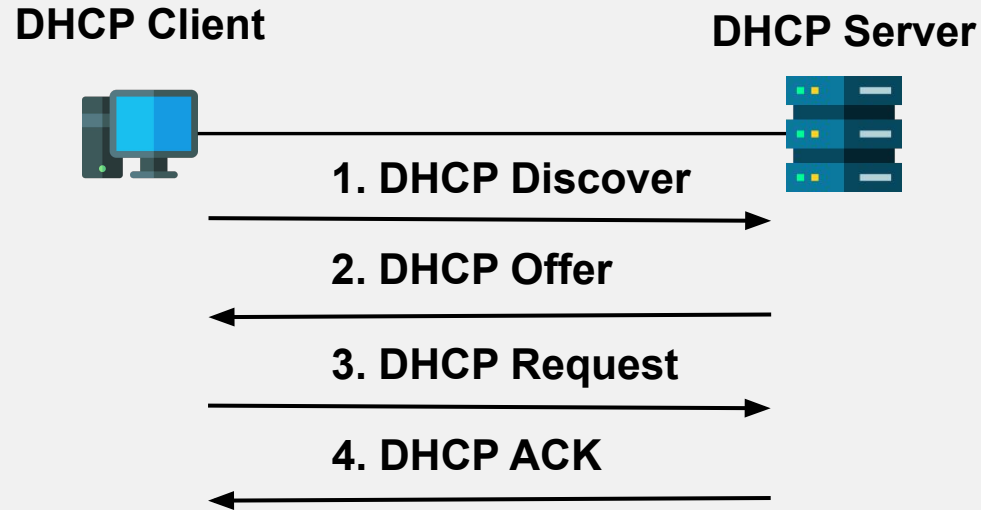 DHCP Client
DHCP Server
1. DHCP Discover
2. DHCP Offer
3. DHCP Request
4. DHCP ACK